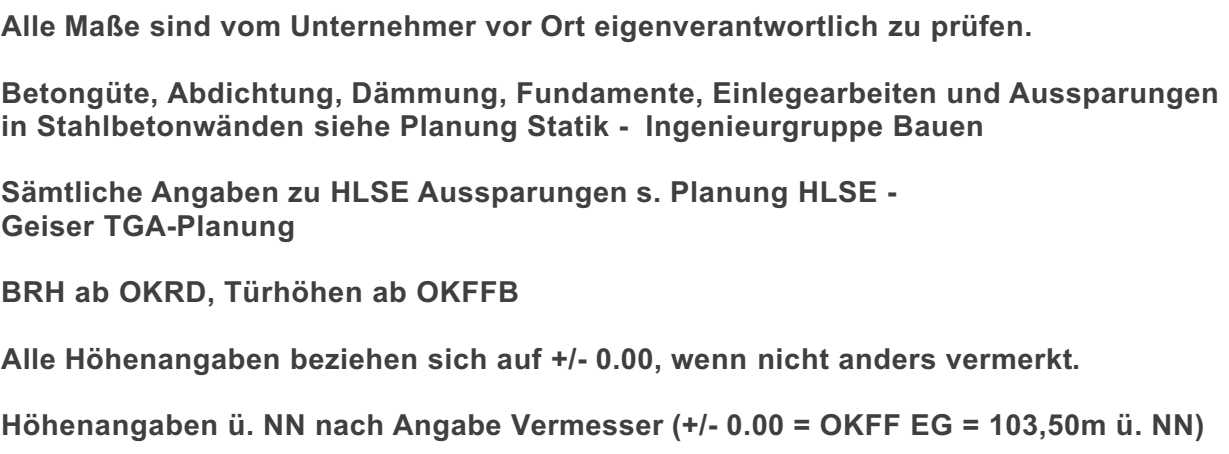 Alle Maße sind vom Unternehmer vor Ort eigenverantwortlich zu prüfen.
Betongüte, Abdichtung, Dämmung, Fundamente, Einlegearbeiten und Aussparungen
in Stahlbetonwänden siehe Planung Statik - Ingenieurgruppe Bauen
Sämtliche Angaben zu HLSE Aussparungen s. Planung HLSE -
Geiser TGA-Planung
BRH ab OKRD, Türhöhen ab OKFFB
Alle Höhenangaben beziehen sich auf +/- 0.00, wenn nicht anders vermerkt.
Höhenangaben ü. NN nach Angabe Vermesser (+/- 0.00 = OKFF EG = 103,50m ü. NN)